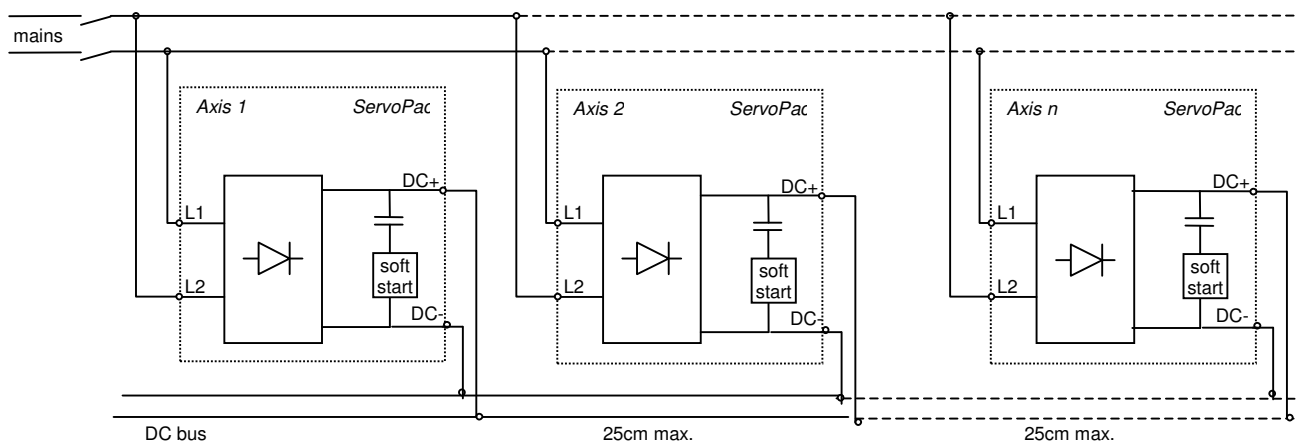 mains
Axis 1 ServoPac
DC+
L1
soft
start
L2
DC-
Axis 2 ServoPac
DC+
L1
soft
start
L2
DC-
Axis n ServoPac
DC+
L1
soft
start
L2
DC-
DC bus
25cm max.
25cm max.